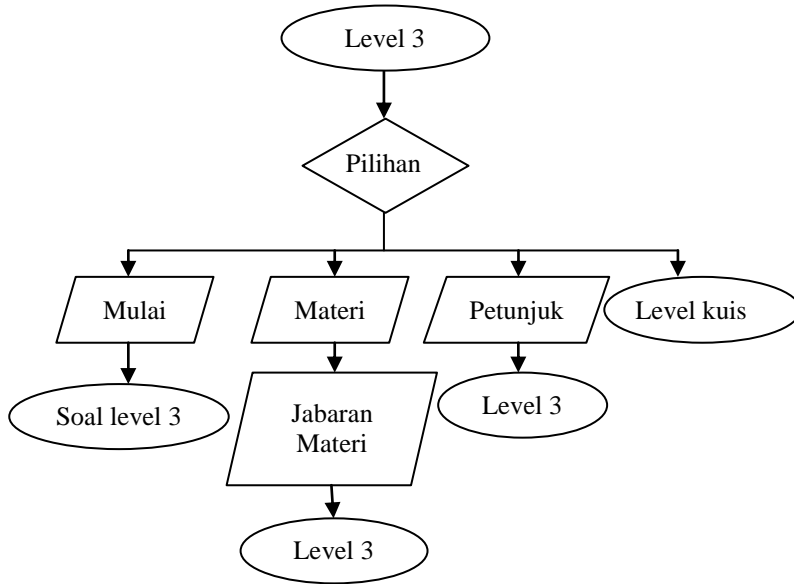 Level 3
Pilihan
Mulai
Materi
Petunjuk
Level kuis
Soal level 3
Jabaran
Materi
Level 3
Level 3